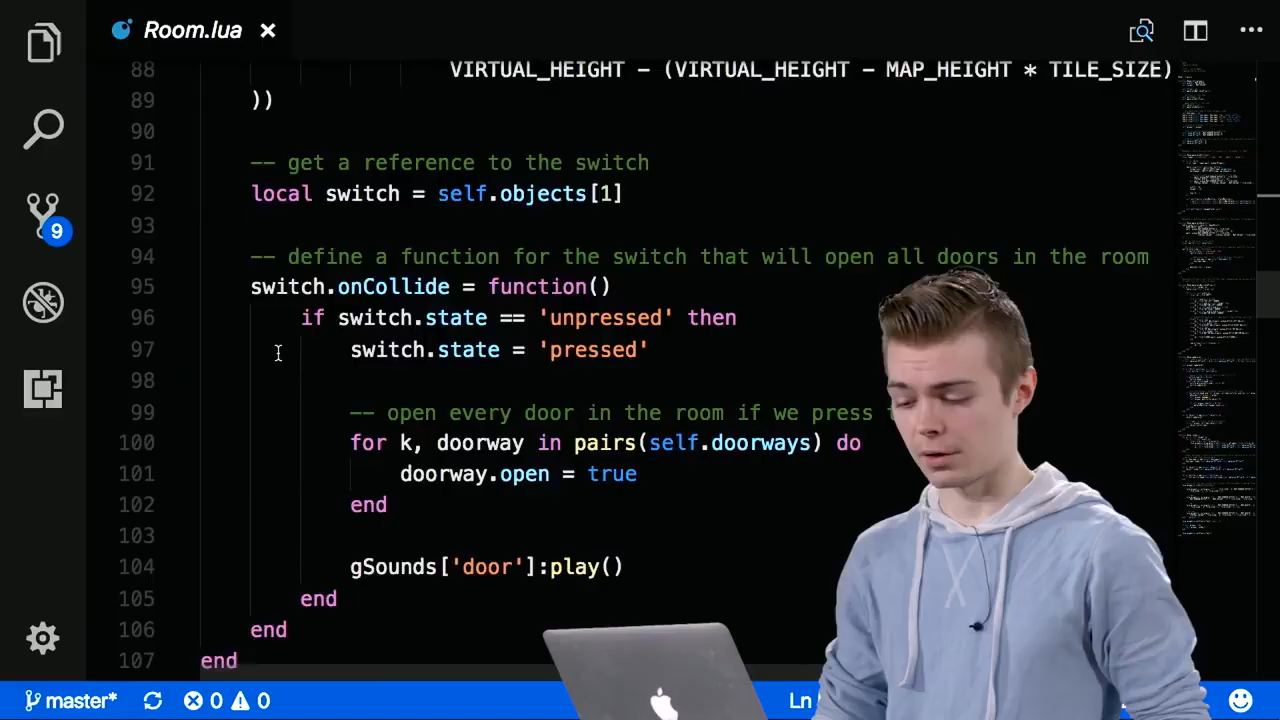 Room.lua
88 VIRTUAL_HEIGHT - (VIRTUAL_HEIGHT - MAP_HEIGHT * TILE_SIZE)
89 ))
90
91 -- get a reference to the switch
92 local switch = self.objects[1]
93
94 -- define a function for the switch that will open all doors in the room
95 switch.onCollide = function()
96 if switch.state == 'unpressed' then
97 switch.state = 'pressed'
98
99 -- open every door in the room if we press
100 for k, doorway in pairs(self.doorways) do
101 doorway.open = true
102 end
103
104 gSounds['door']:play()
105 end
106 end
107 end
9
master* 0 0 Ln